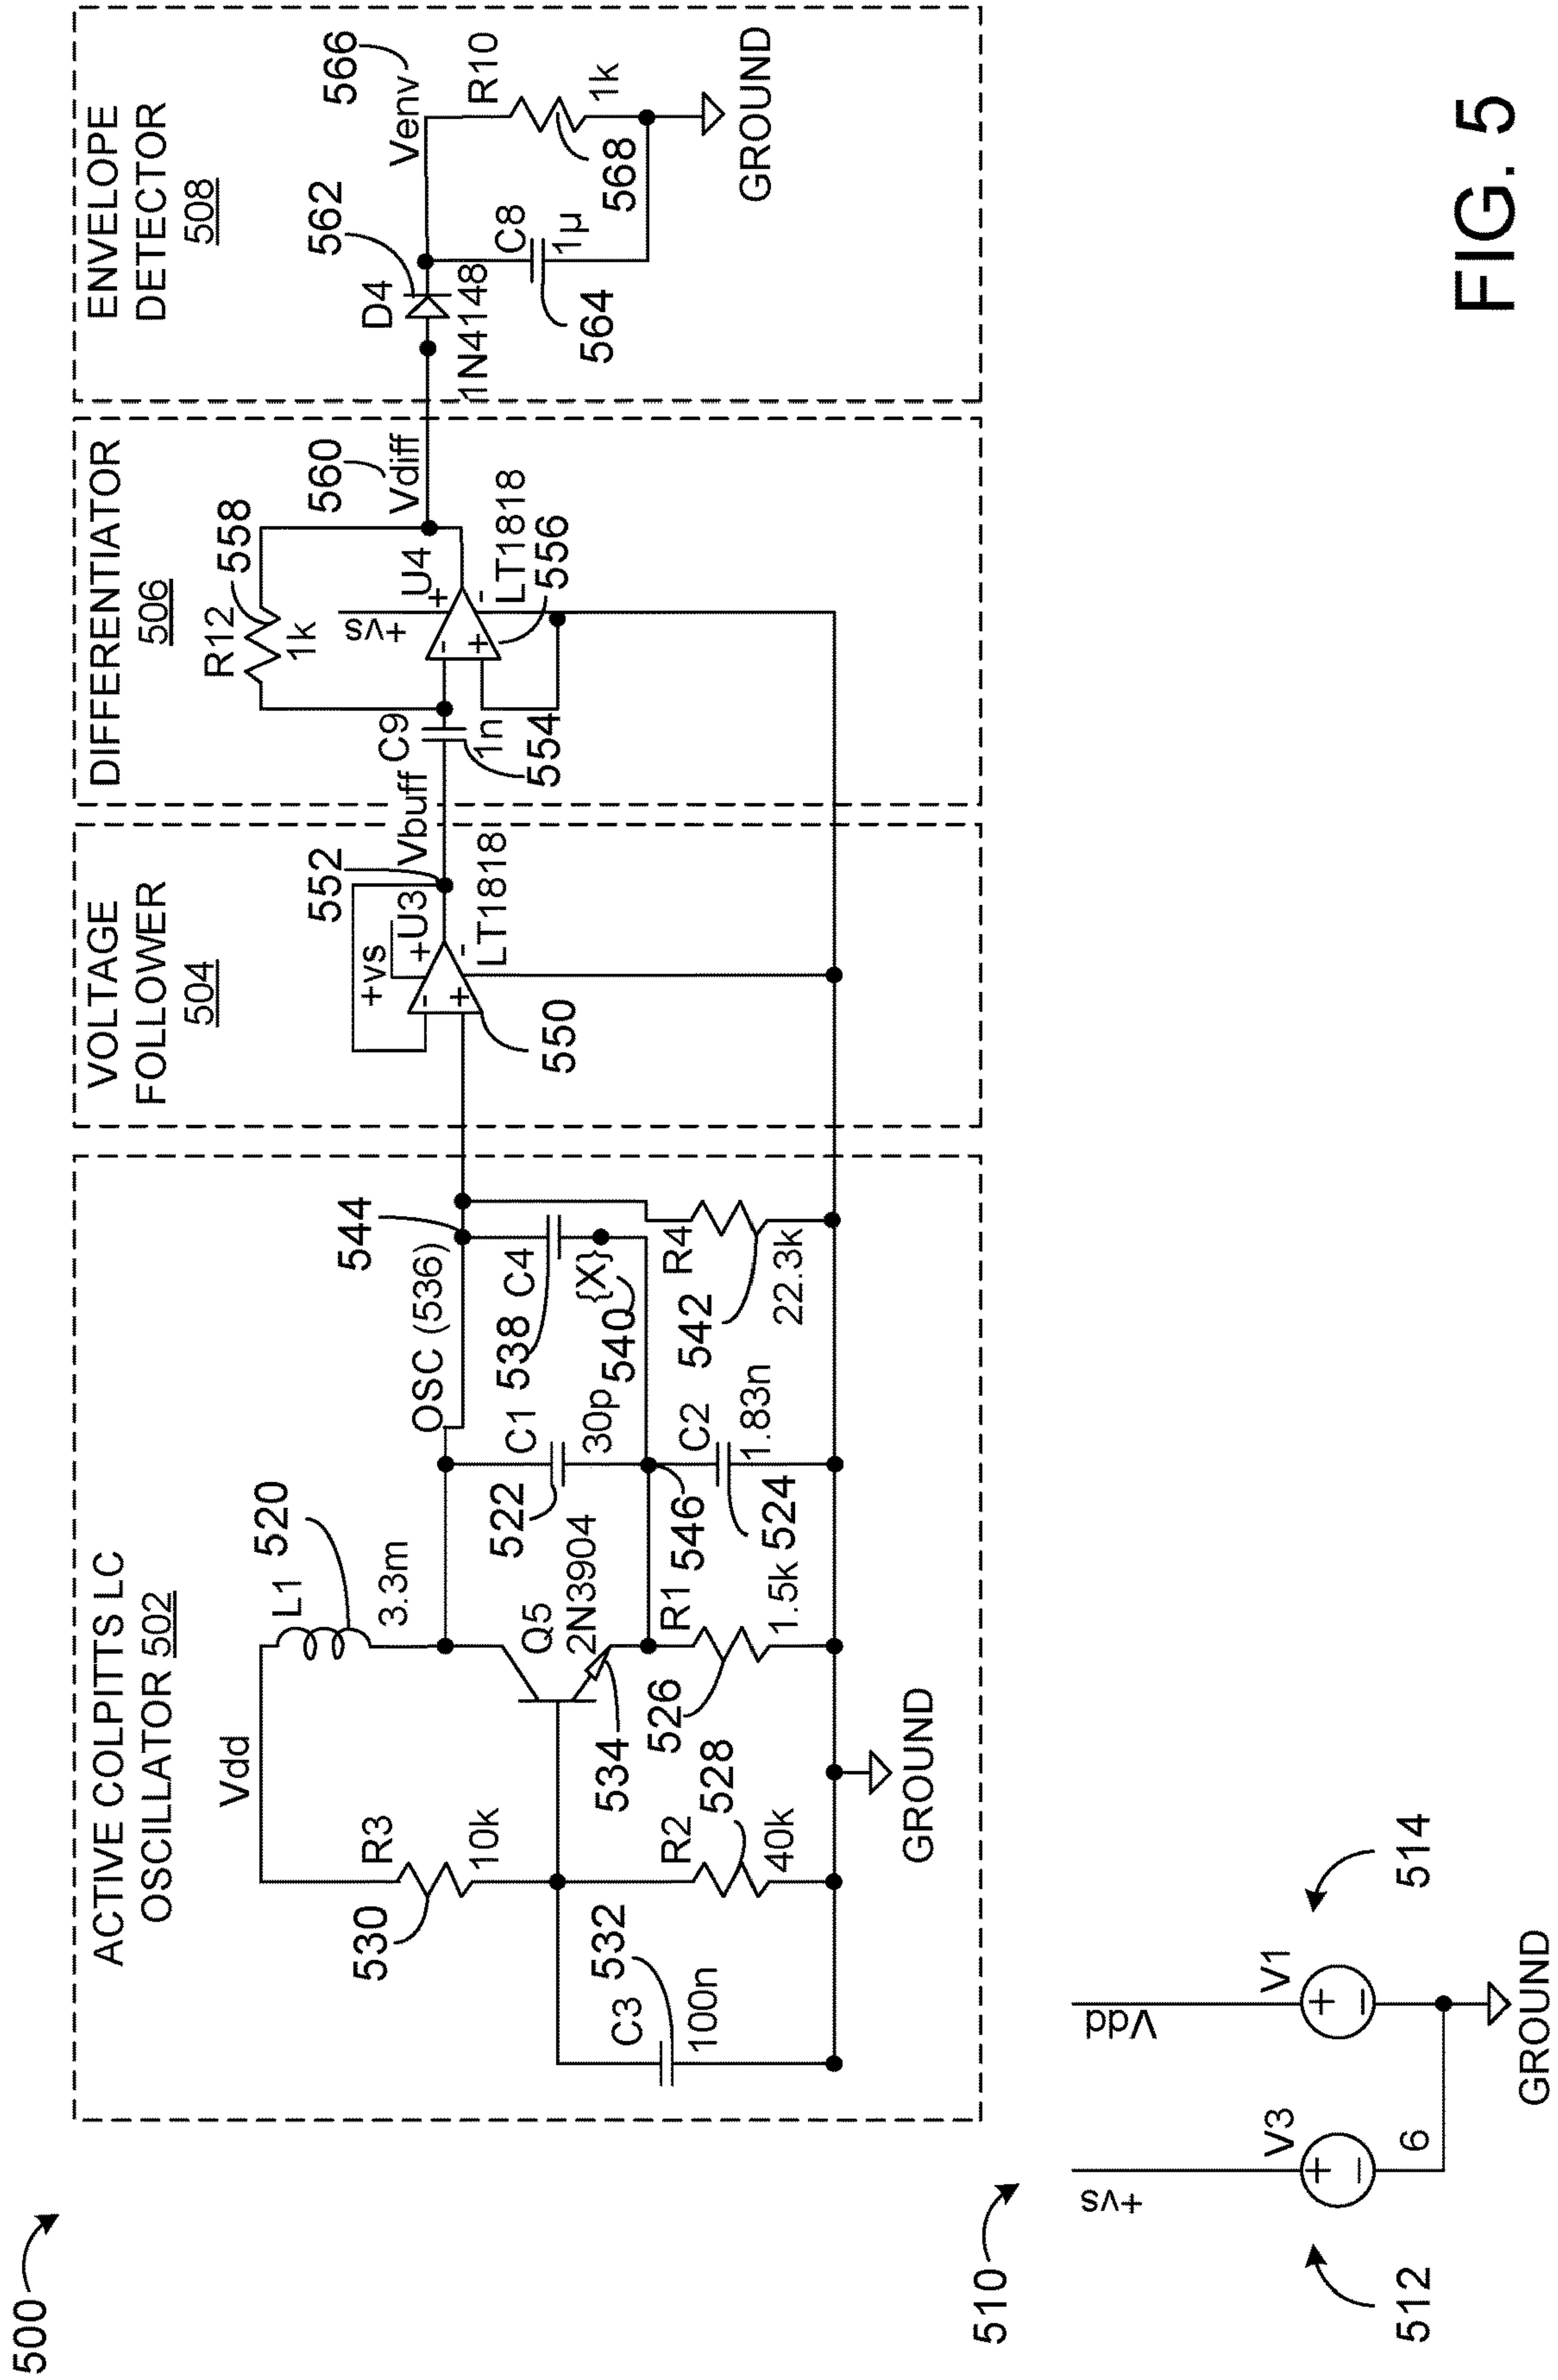 500
ACTIVE COLPITTS LC
OSCILLATOR 502
Vdd
L1
520
3.3m
R3
10k
530
C3
532
100n
R2
528
40k
Q5
2N3904
534
R1
526
1.5k
OSC (536)
544
C1
522
30p
546
C2
524
1.83n
C4
538
{X}
540
R4
542
22.3k
GROUND
VOLTAGE
FOLLOWER
504
+vs
U3
+
-
-
+
552
Vbuff
LT1818
550
DIFFERENTIATOR
506
R12
558
1k
+vs
U4
+
-
-
+
C9
1n
554
LT1818
556
560
Vdiff
ENVELOPE
DETECTOR
508
D4
562
1N4148
C8
1µ
564
Venv
566
R10
1k
568
GROUND
510
+vs
V3
+
–
6
512
Vdd
V1
+
–
514
GROUND
FIG. 5